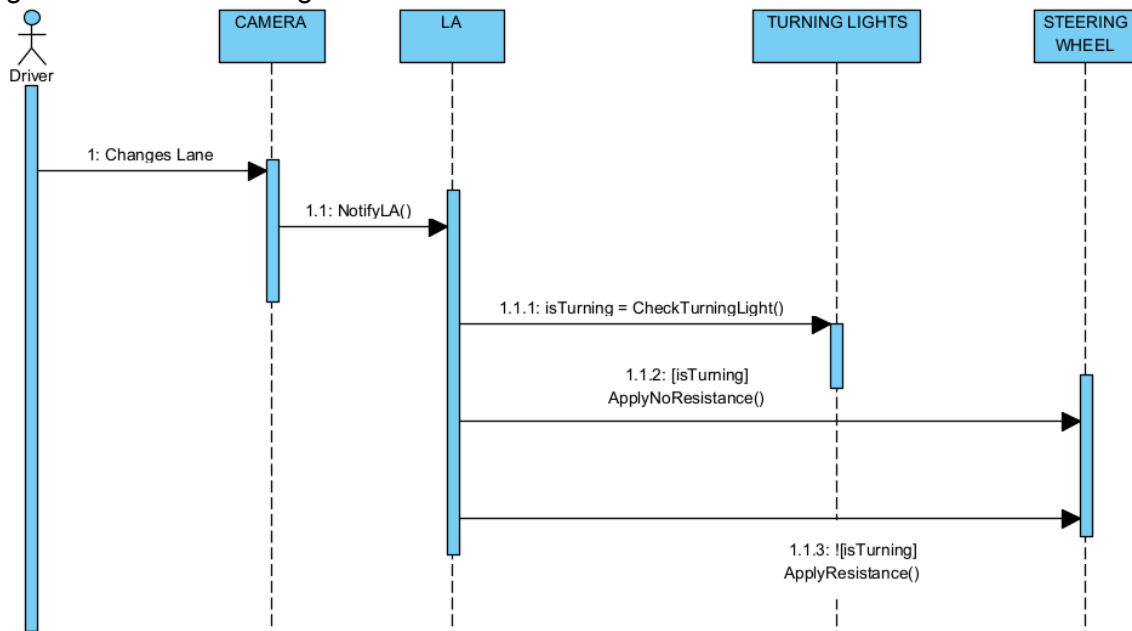 CAMERA
LA
TURNING LIGHTS
STEERING
WHEEL
Driver
1: Changes Lane
1.1: NotifyLA()
1.1.1: isTurning = CheckTurningLight()
1.1.2: [isTurning]
ApplyNoResistance()
1.1.3: ![isTurning]
ApplyResistance()